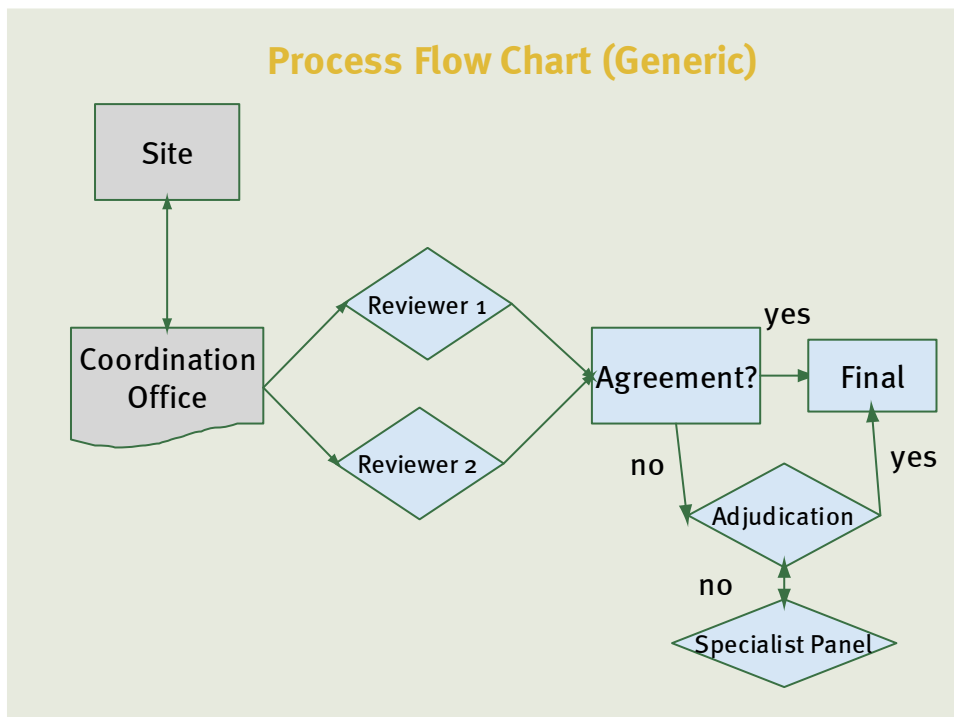 Process Flow Chart (Generic)
Site
Coordination
Office
Reviewer 1
Reviewer 2
Agreement?
yes
Final
no
yes
Adjudication
no
Specialist Panel